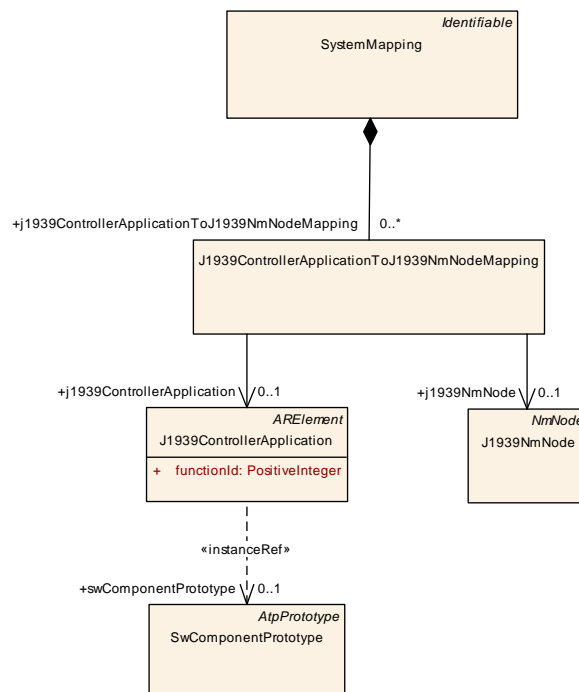 Identifiable
SystemMapping
+j1939ControllerApplicationToJ1939NmNodeMapping 0..*
J1939ControllerApplicationToJ1939NmNodeMapping
+j1939ControllerApplication 0..1
+j1939NmNode 0..1
ARElement
J1939ControllerApplication
+ functionId: PositiveInteger
NmNode
J1939NmNode
«instanceRef»
+swComponentPrototype 0..1
AtpPrototype
SwComponentPrototype